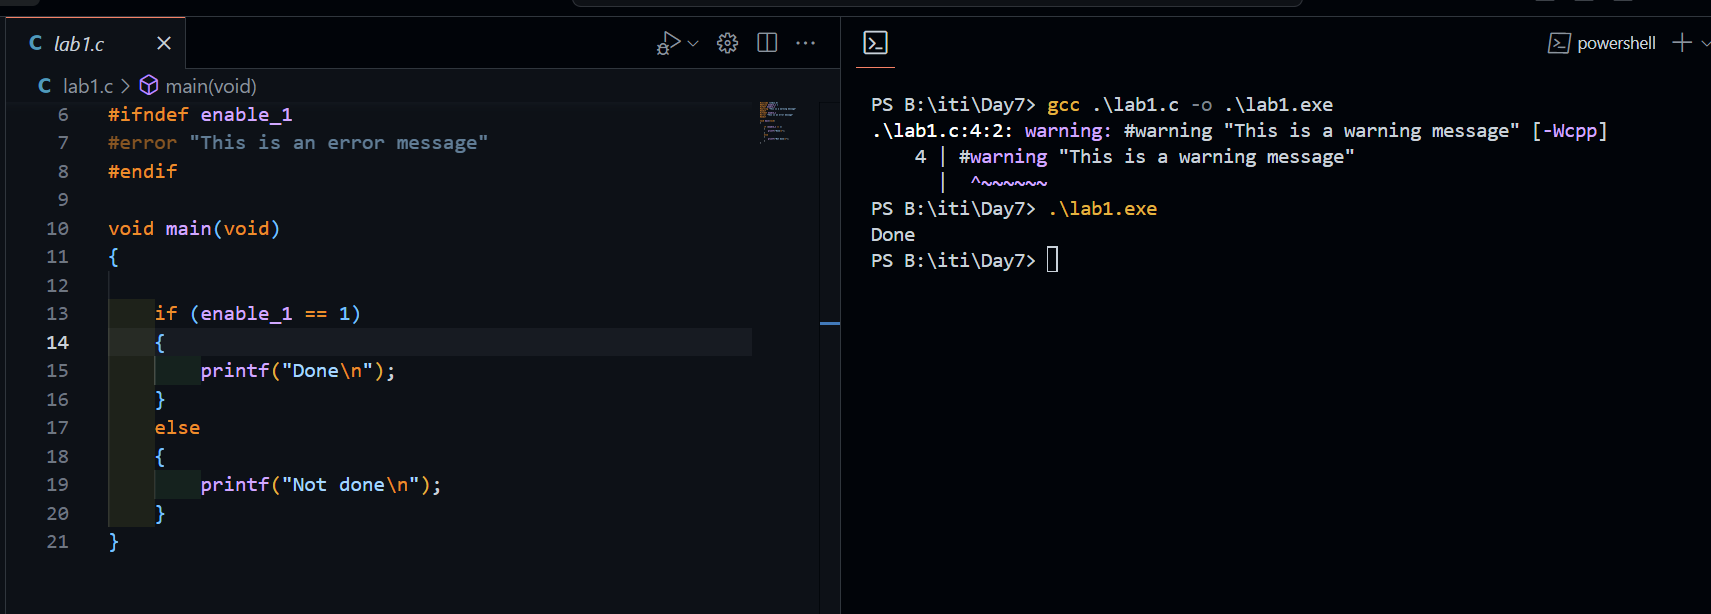 C lab1.c
C lab1.c > main(void)
6 #ifndef enable_1
7 #error "This is an error message"
8 #endif
9
10 void main(void)
11 {
12
13 if (enable_1 == 1)
14 {
15 printf("Done\n");
16 }
17 else
18 {
19 printf("Not done\n");
20 }
21 }
powershell
PS B:\iti\Day7> gcc .\lab1.c -o .\lab1.exe
.\lab1.c:4:2: warning: #warning "This is a warning message" [-Wcpp]
4 | #warning "This is a warning message"
| ^~~~~~~
PS B:\iti\Day7> .\lab1.exe
Done
PS B:\iti\Day7>